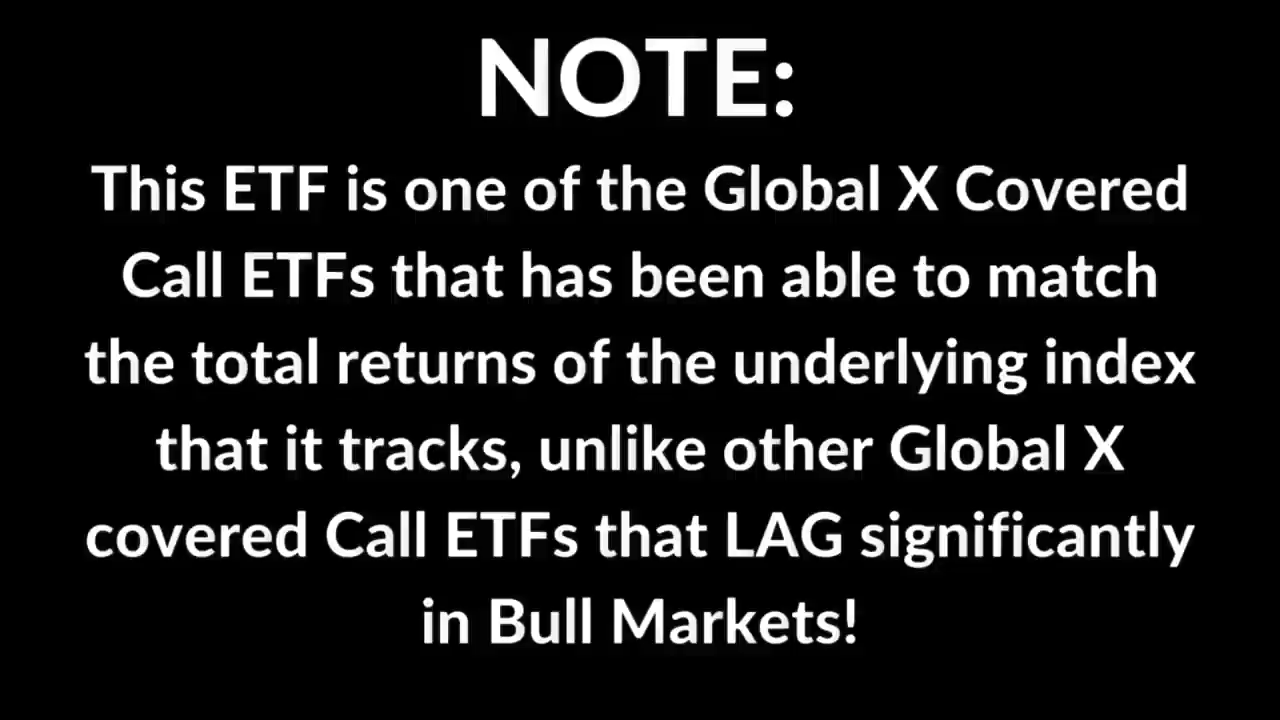 NOTE:
This ETF is one of the Global X Covered
Call ETFs that has been able to match
the total returns of the underlying index
that it tracks, unlike other Global X
covered Call ETFs that LAG significantly
in Bull Markets!